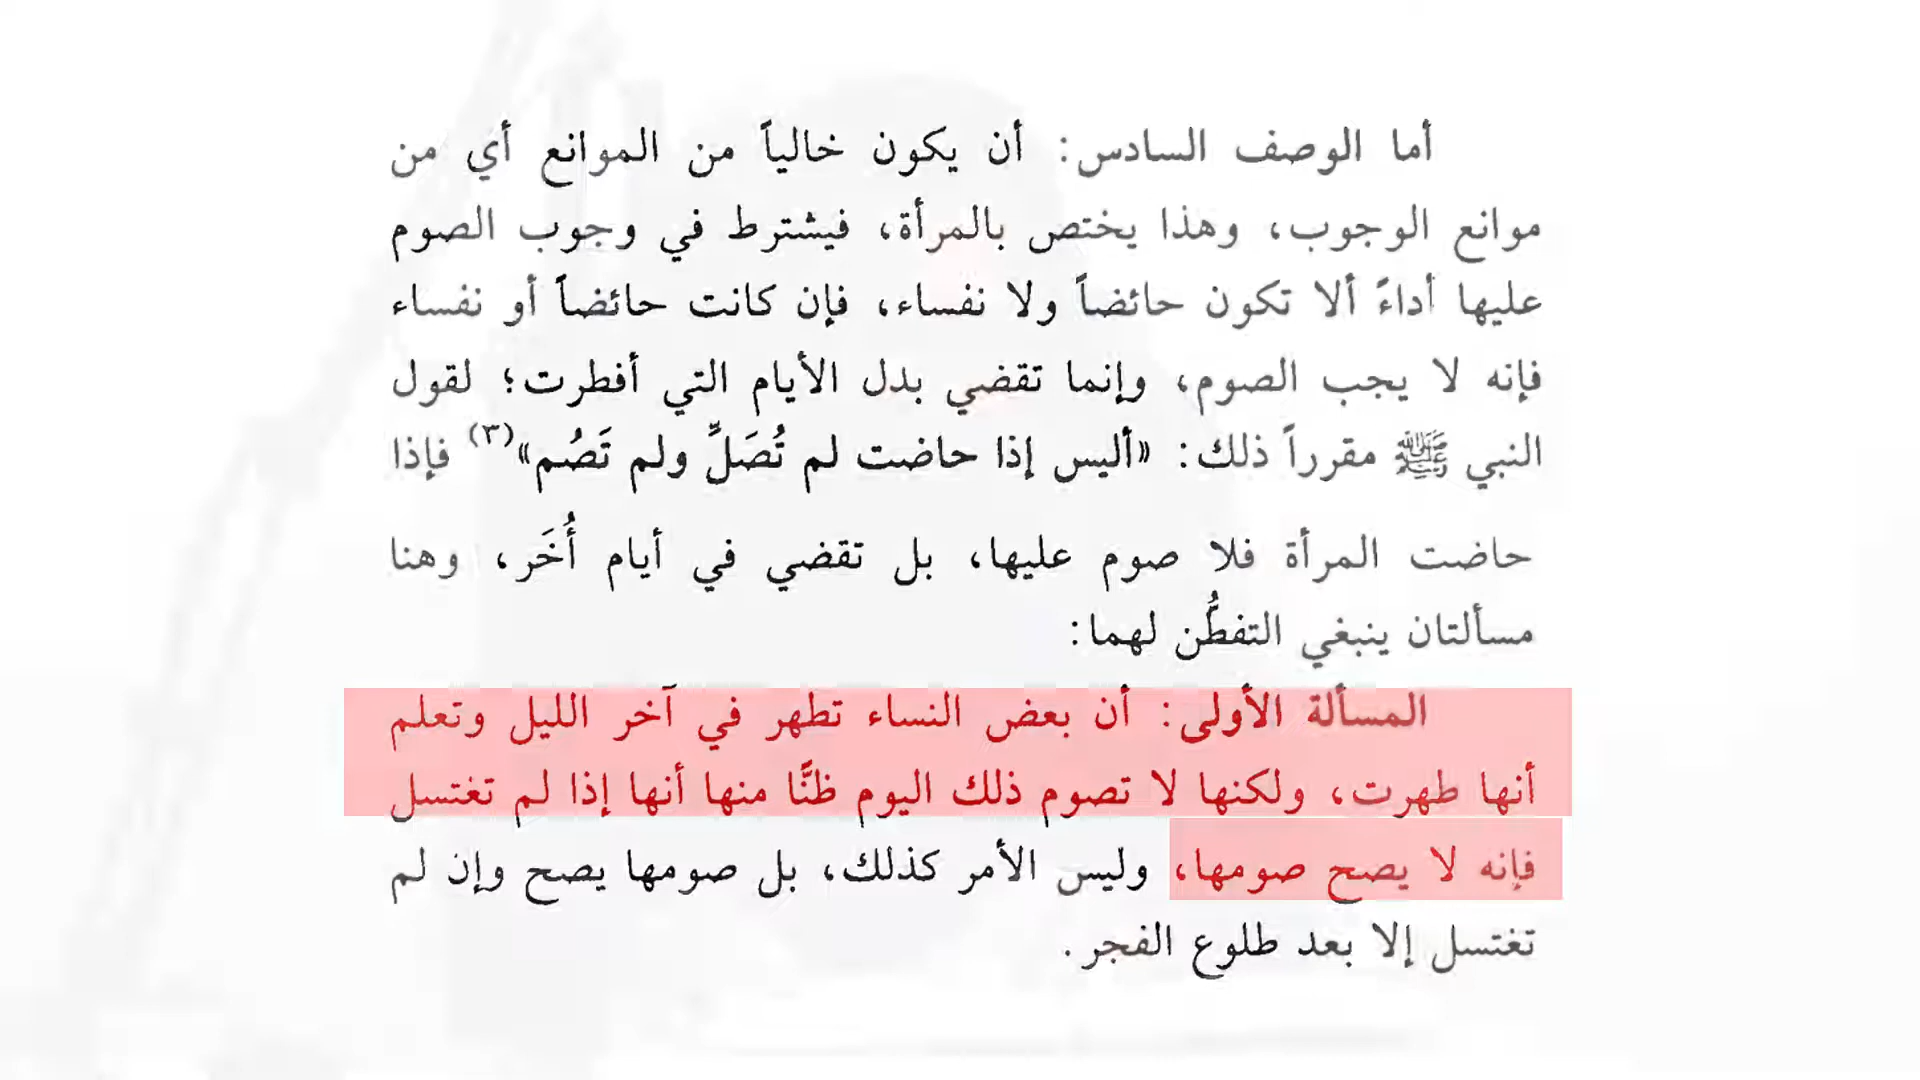 أما الوصف السادس: أن يكون خالياً من الموانع أي من
موانع الوجوب، وهذا يختص بالمرأة، فيشترط في وجوب الصوم
عليها أداءً ألا تكون حائضاً ولا نفساء، فإن كانت حائضاً أو نفساء
فإنه لا يجب الصوم، وإنما تقضي بدل الأيام التي أفطرت؛ لقول
النبي ﷺ مقرراً ذلك: «أليس إذا حاضت لم تُصَلِّ ولم تَصُم»(٣) فإذا
حاضت المرأة فلا صوم عليها، بل تقضي في أيام أُخَر، وهنا
مسألتان ينبغي التفطُّن لهما:
المسألة الأولى: أن بعض النساء تطهر في آخر الليل وتعلم
أنها طهرت، ولكنها لا تصوم ذلك اليوم ظنًّا منها أنها إذا لم تغتسل
فإنه لا يصح صومها، وليس الأمر كذلك، بل صومها يصح وإن لم
تغتسل إلا بعد طلوع الفجر.